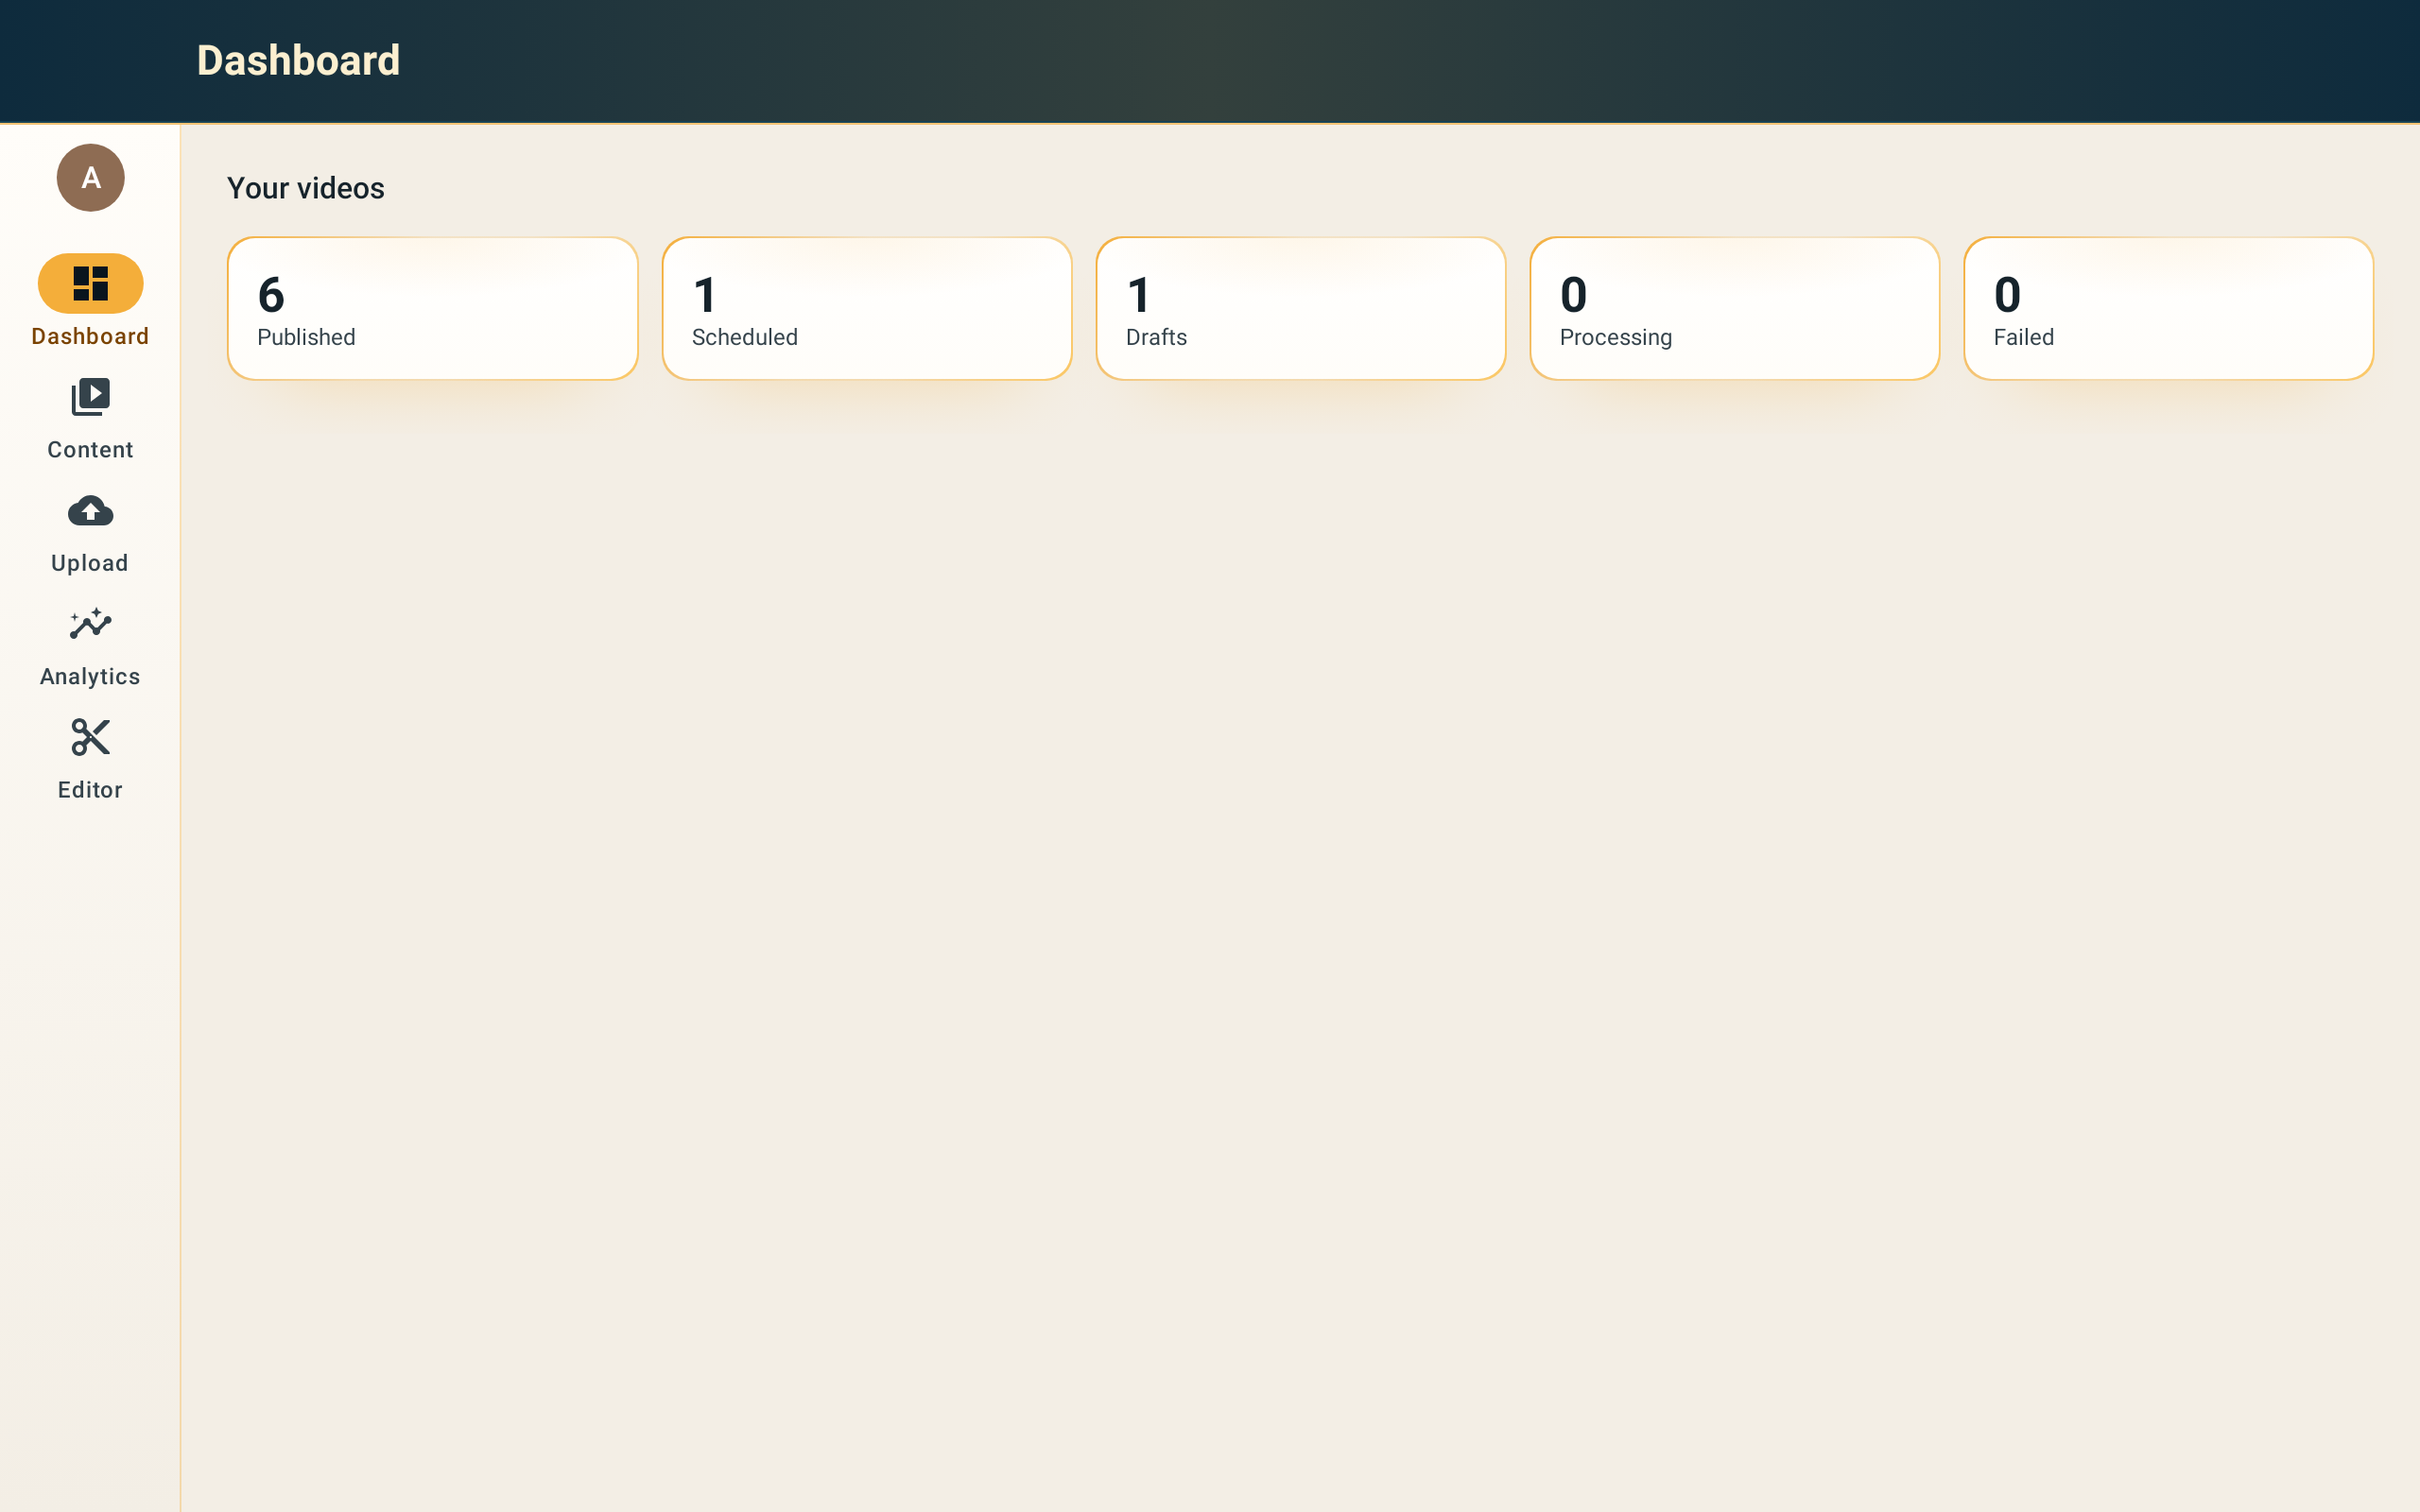 Dashboard
A
Dashboard
Content
Upload
Analytics
Editor
Your videos
6
Published
1
Scheduled
1
Drafts
0
Processing
0
Failed